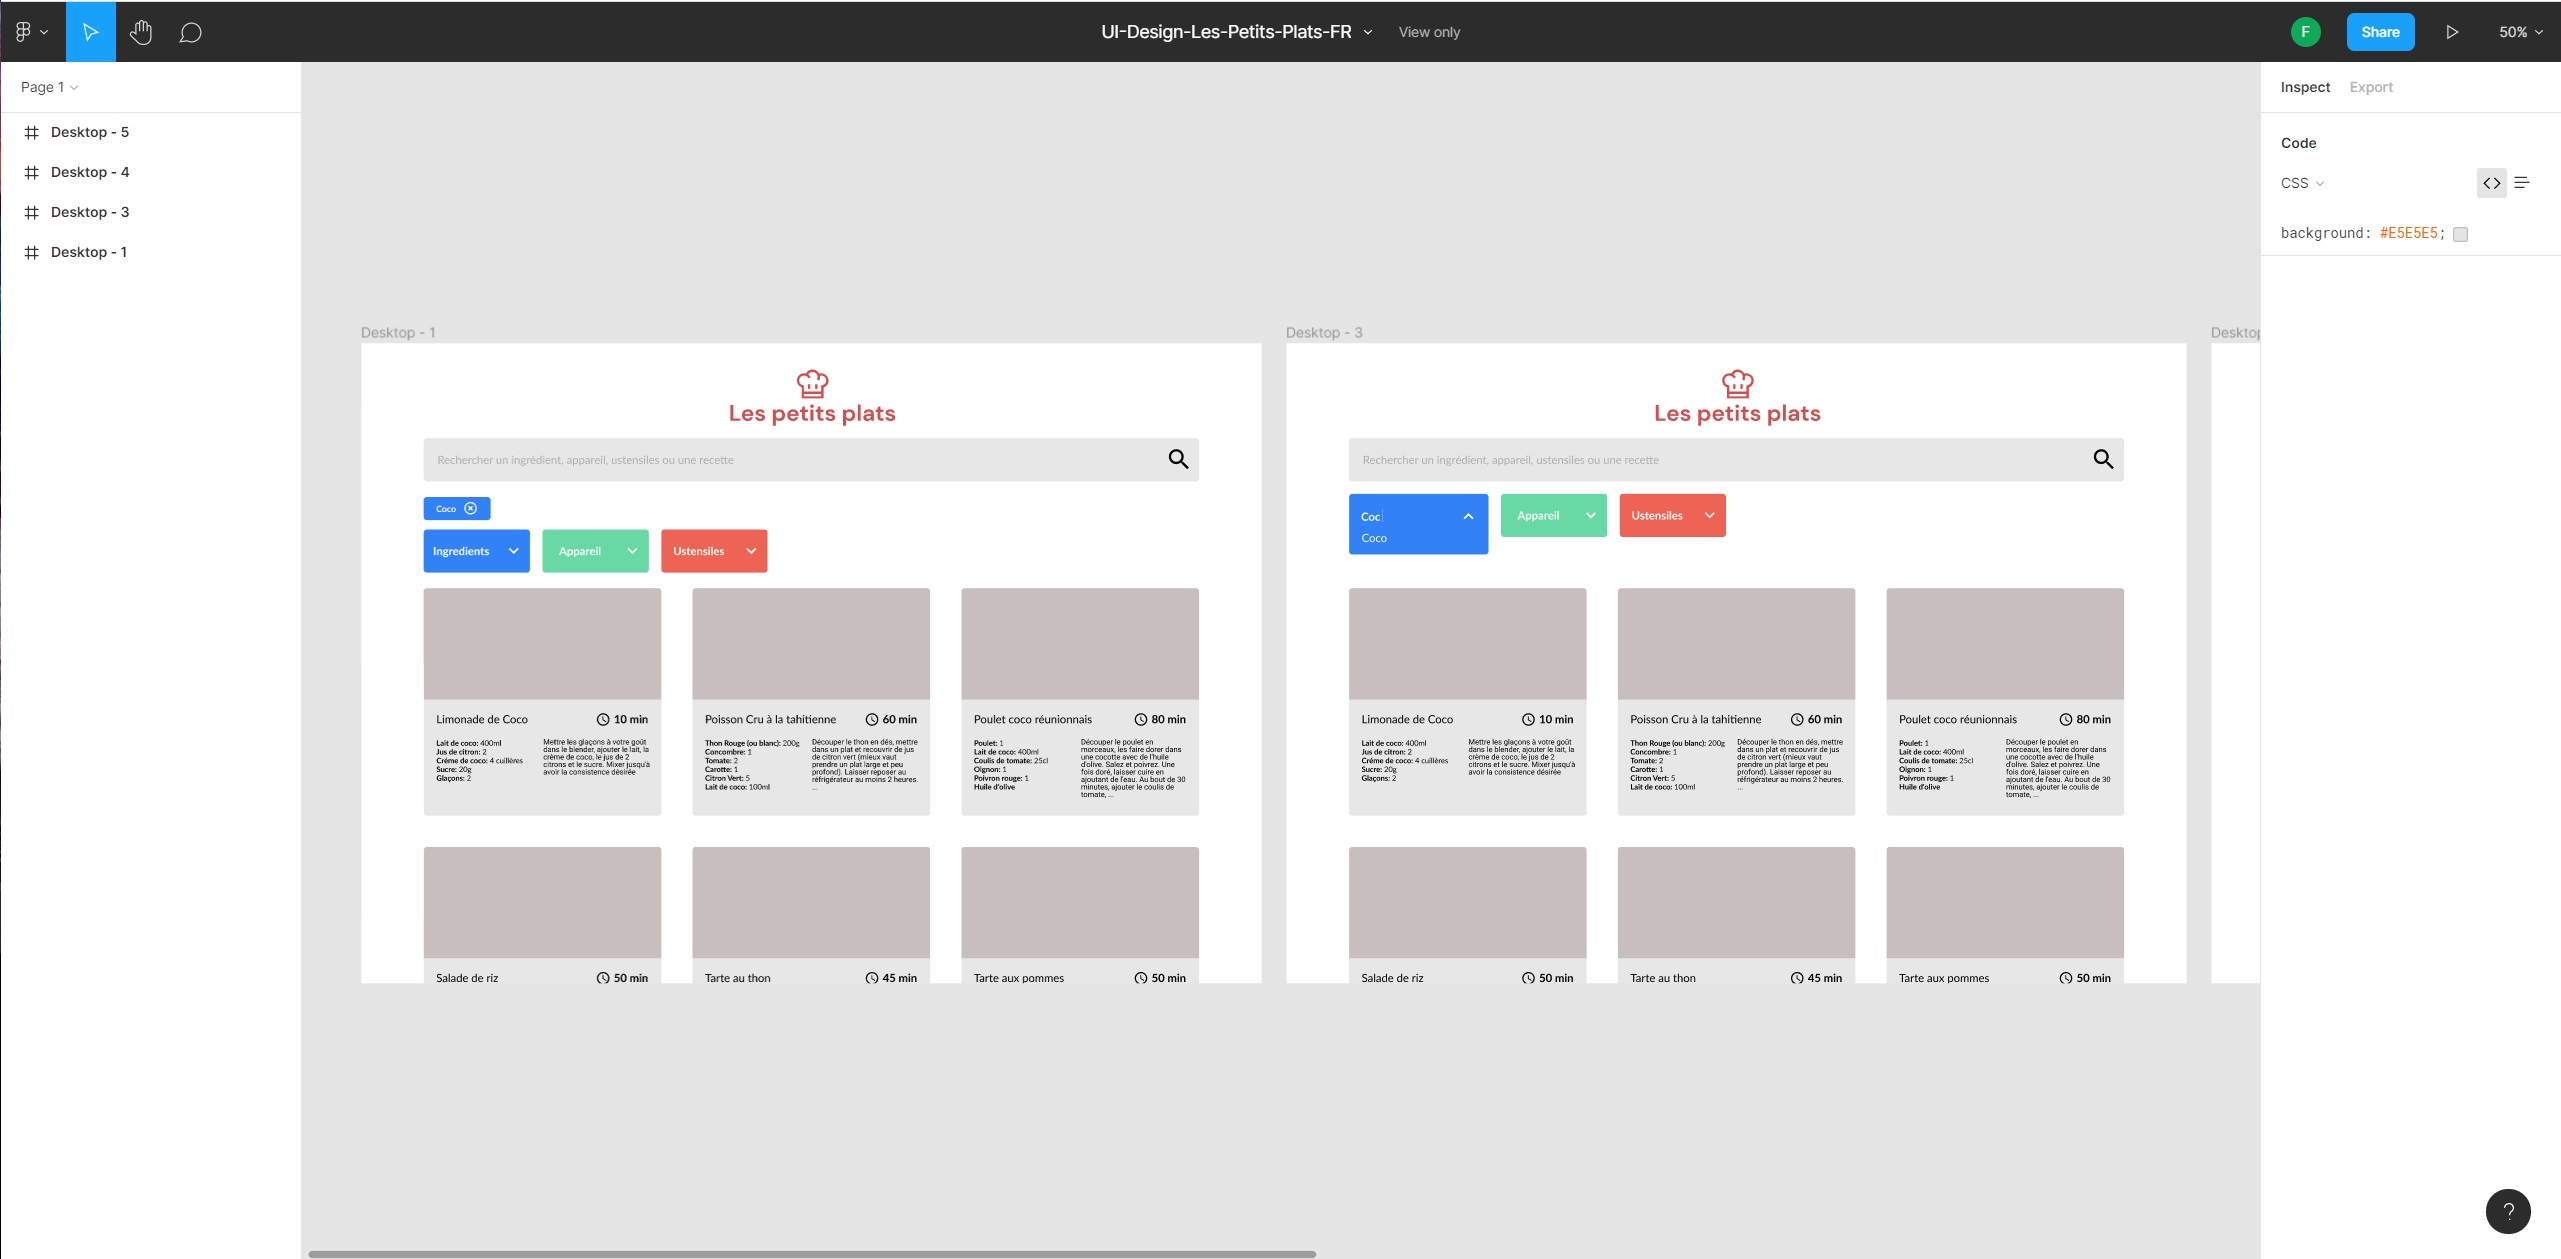 UI-Design-Les-Petits-Plats-FR
View only
F
Share
50%
Page 1
Desktop - 5
Desktop - 4
Desktop - 3
Desktop - 1
Inspect
Export
Code
CSS
background: #E5E5E5;
Desktop - 1
Les petits plats
Rechercher un ingrédient, appareil, ustensiles ou une recette
Coco
Ingredients
Appareil
Ustensiles
Limonade de Coco
10 min
Lait de coco: 400ml
Jus de citron: 2
Créme de coco: 4 cuillères
Sucre: 20g
Glaçons: 2
Mettre les glaçons à votre goût
dans le blender, ajouter le lait, la
crème de coco, le jus de 2
citrons et le sucre. Mixer jusqu'à
avoir la consistence désirée
Poisson Cru à la tahitienne
60 min
Thon Rouge (ou blanc): 200g
Concombre: 1
Tomate: 2
Carotte: 1
Citron Vert: 5
Lait de coco: 100ml
Découper le thon en dés, mettre
dans un plat et recouvrir de jus
de citron vert (mieux vaut
prendre un plat large et peu
profond). Laisser reposer au
réfrigérateur au moins 2 heures.
...
Poulet coco réunionnais
80 min
Poulet: 1
Lait de coco: 400ml
Coulis de tomate: 25cl
Oignon: 1
Poivron rouge: 1
Huile d'olive
Découper le poulet en
morceaux, les faire dorer dans
une cocotte avec de l'huile
d'olive. Salez et poivrez. Une
fois doré, laisser cuire en
ajoutant de l'eau. Au bout de 30
minutes, ajouter le coulis de
tomate, ...
Salade de riz
50 min
Tarte au thon
45 min
Tarte aux pommes
50 min
Desktop - 3
Les petits plats
Rechercher un ingrédient, appareil, ustensiles ou une recette
Coc
Coco
Appareil
Ustensiles
Limonade de Coco
10 min
Lait de coco: 400ml
Jus de citron: 2
Créme de coco: 4 cuillères
Sucre: 20g
Glaçons: 2
Mettre les glaçons à votre goût
dans le blender, ajouter le lait, la
crème de coco, le jus de 2
citrons et le sucre. Mixer jusqu'à
avoir la consistence désirée
Poisson Cru à la tahitienne
60 min
Thon Rouge (ou blanc): 200g
Concombre: 1
Tomate: 2
Carotte: 1
Citron Vert: 5
Lait de coco: 100ml
Découper le thon en dés, mettre
dans un plat et recouvrir de jus
de citron vert (mieux vaut
prendre un plat large et peu
profond). Laisser reposer au
réfrigérateur au moins 2 heures.
...
Poulet coco réunionnais
80 min
Poulet: 1
Lait de coco: 400ml
Coulis de tomate: 25cl
Oignon: 1
Poivron rouge: 1
Huile d'olive
Découper le poulet en
morceaux, les faire dorer dans
une cocotte avec de l'huile
d'olive. Salez et poivrez. Une
fois doré, laisser cuire en
ajoutant de l'eau. Au bout de 30
minutes, ajouter le coulis de
tomate, ...
Salade de riz
50 min
Tarte au thon
45 min
Tarte aux pommes
50 min
Desktop
?